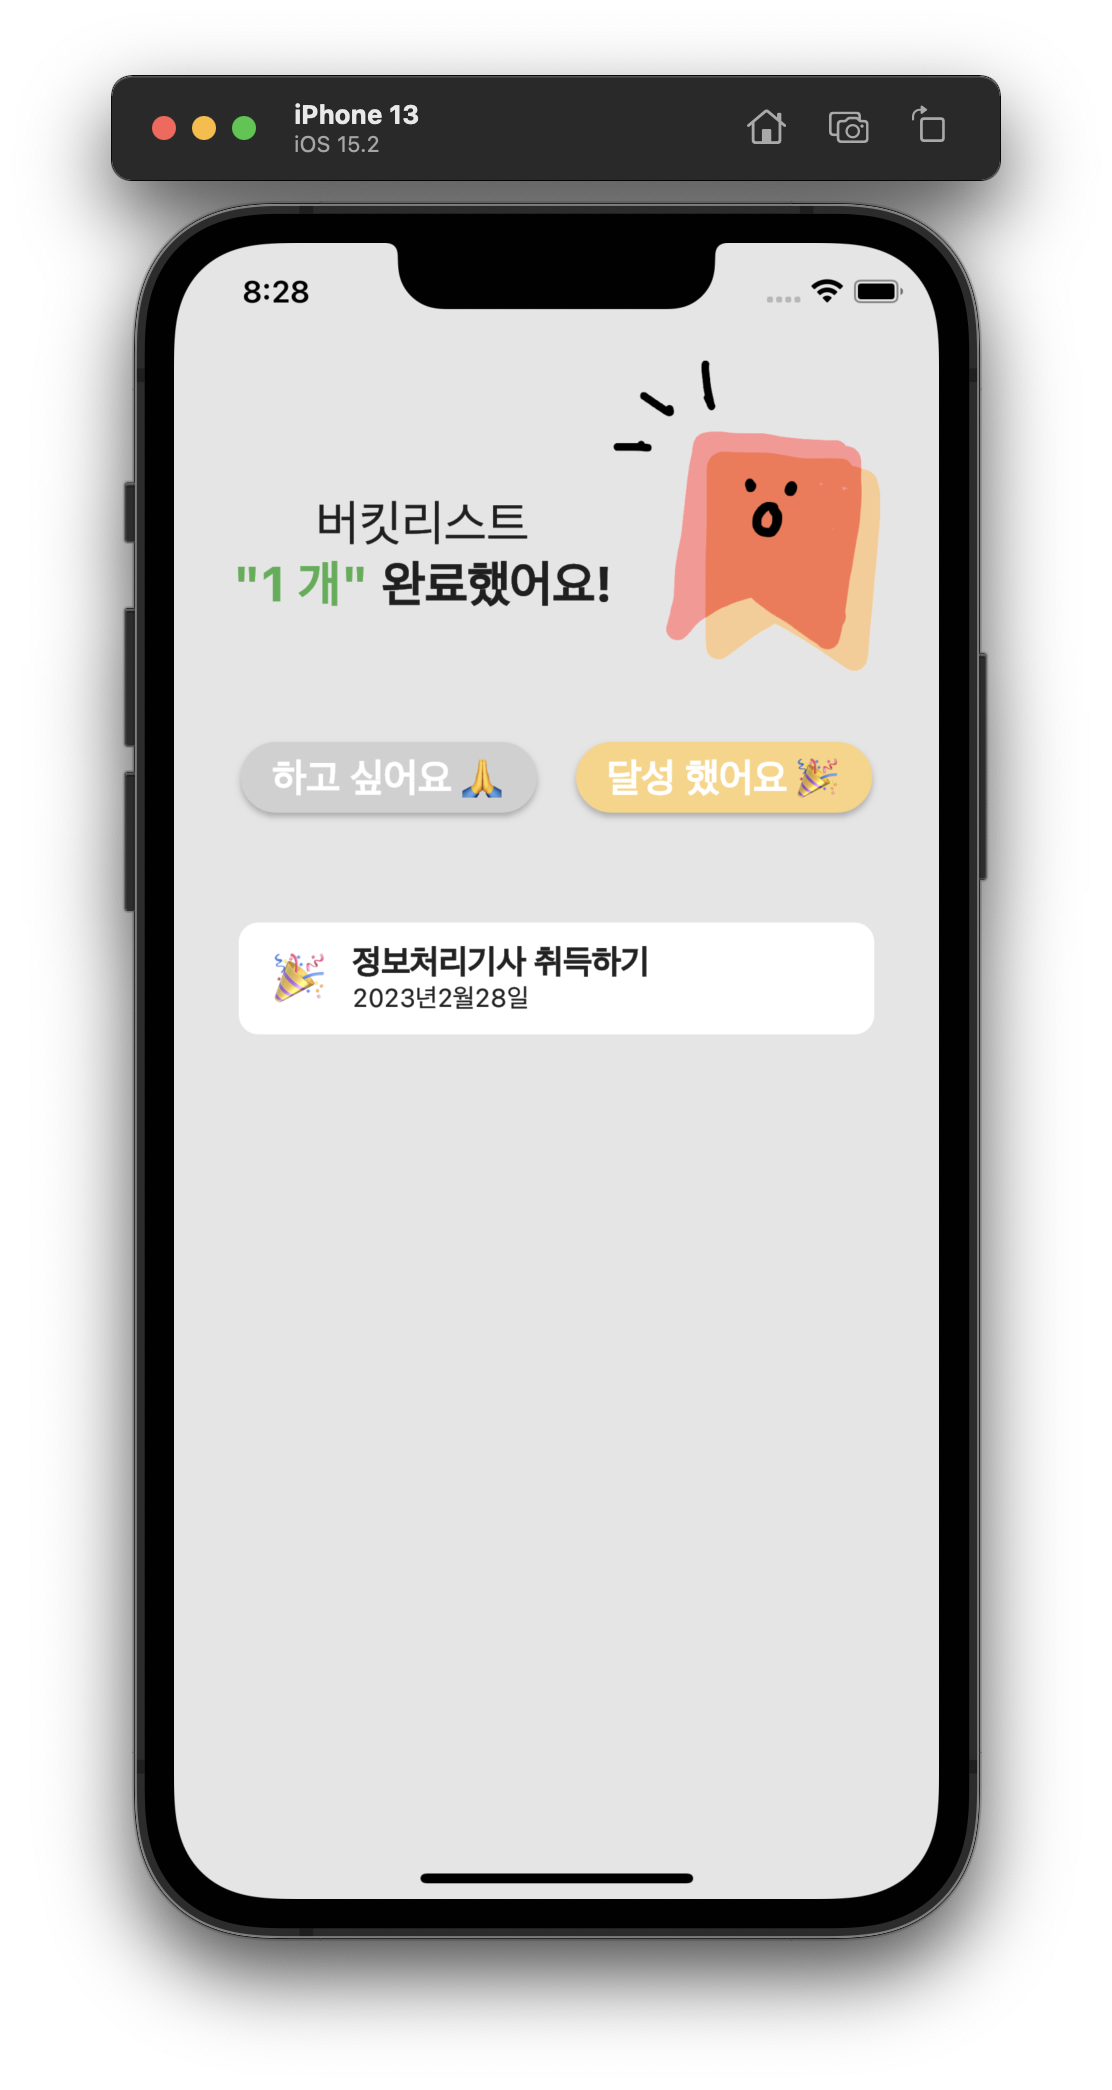 iPhone 13
iOS 15.2
8:28
버킷리스트
"1 개" 완료했어요!
하고 싶어요 🙏
달성 했어요 🎉
정보처리기사 취득하기
2023년2월28일